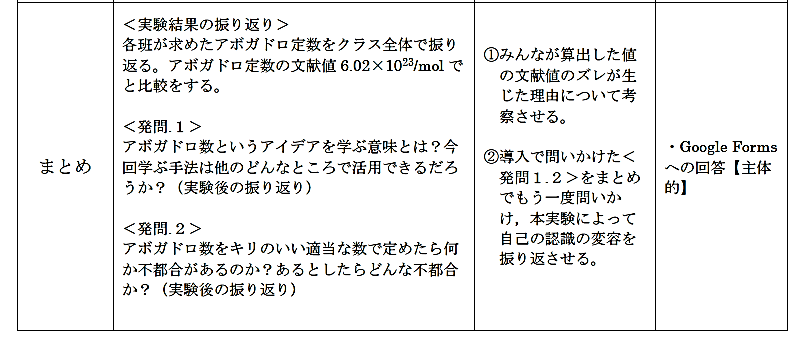 まとめ
＜実験結果の振り返り＞
各班が求めたアボガドロ定数をクラス全体で振り
返る。アボガドロ定数の文献値 6.02×10²³/mol で
と比較をする。
＜発問.１＞
アボガドロ数というアイデアを学ぶ意味とは？今
回学ぶ手法は他のどんなところで活用できるだろ
うか？（実験後の振り返り）
＜発問.２＞
アボガドロ数をキリのいい適当な数で定めたら何
か不都合があるのか？あるとしたらどんな不都合
か？（実験後の振り返り）
①みんなが算出した値
の文献値のズレが生
じた理由について考
察させる。
②導入で問いかけた＜
発問１.２＞をまとめ
でもう一度問いか
け，本実験によって
自己の認識の変容を
振り返させる。
・Google Forms
への回答【主体
的】